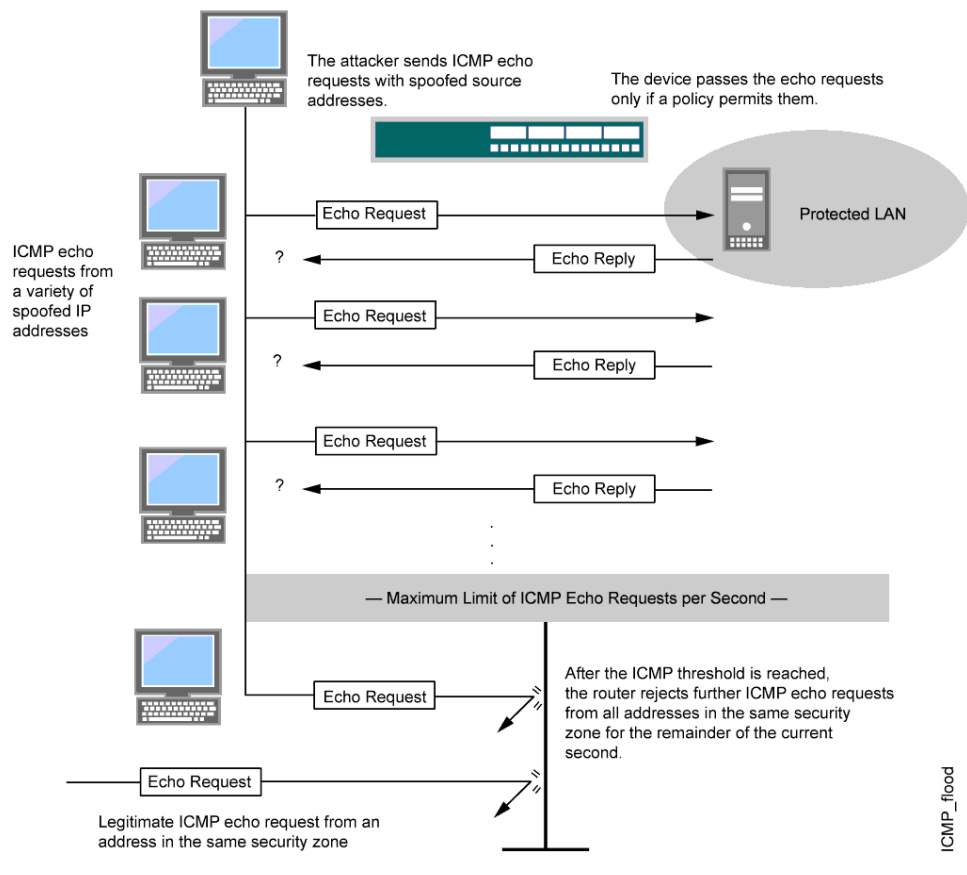 The attacker sends ICMP echo
requests with spoofed source
addresses.
The device passes the echo requests
only if a policy permits them.
Echo Request
Protected LAN
ICMP echo
requests from
a variety of
spoofed IP
addresses
?
Echo Reply
Echo Request
?
Echo Reply
Echo Request
?
Echo Reply
.
.
.
— Maximum Limit of ICMP Echo Requests per Second —
After the ICMP threshold is reached,
the router rejects further ICMP echo requests
from all addresses in the same security
zone for the remainder of the current
second.
Echo Request
Echo Request
Legitimate ICMP echo request from an
address in the same security zone
ICMP_flood